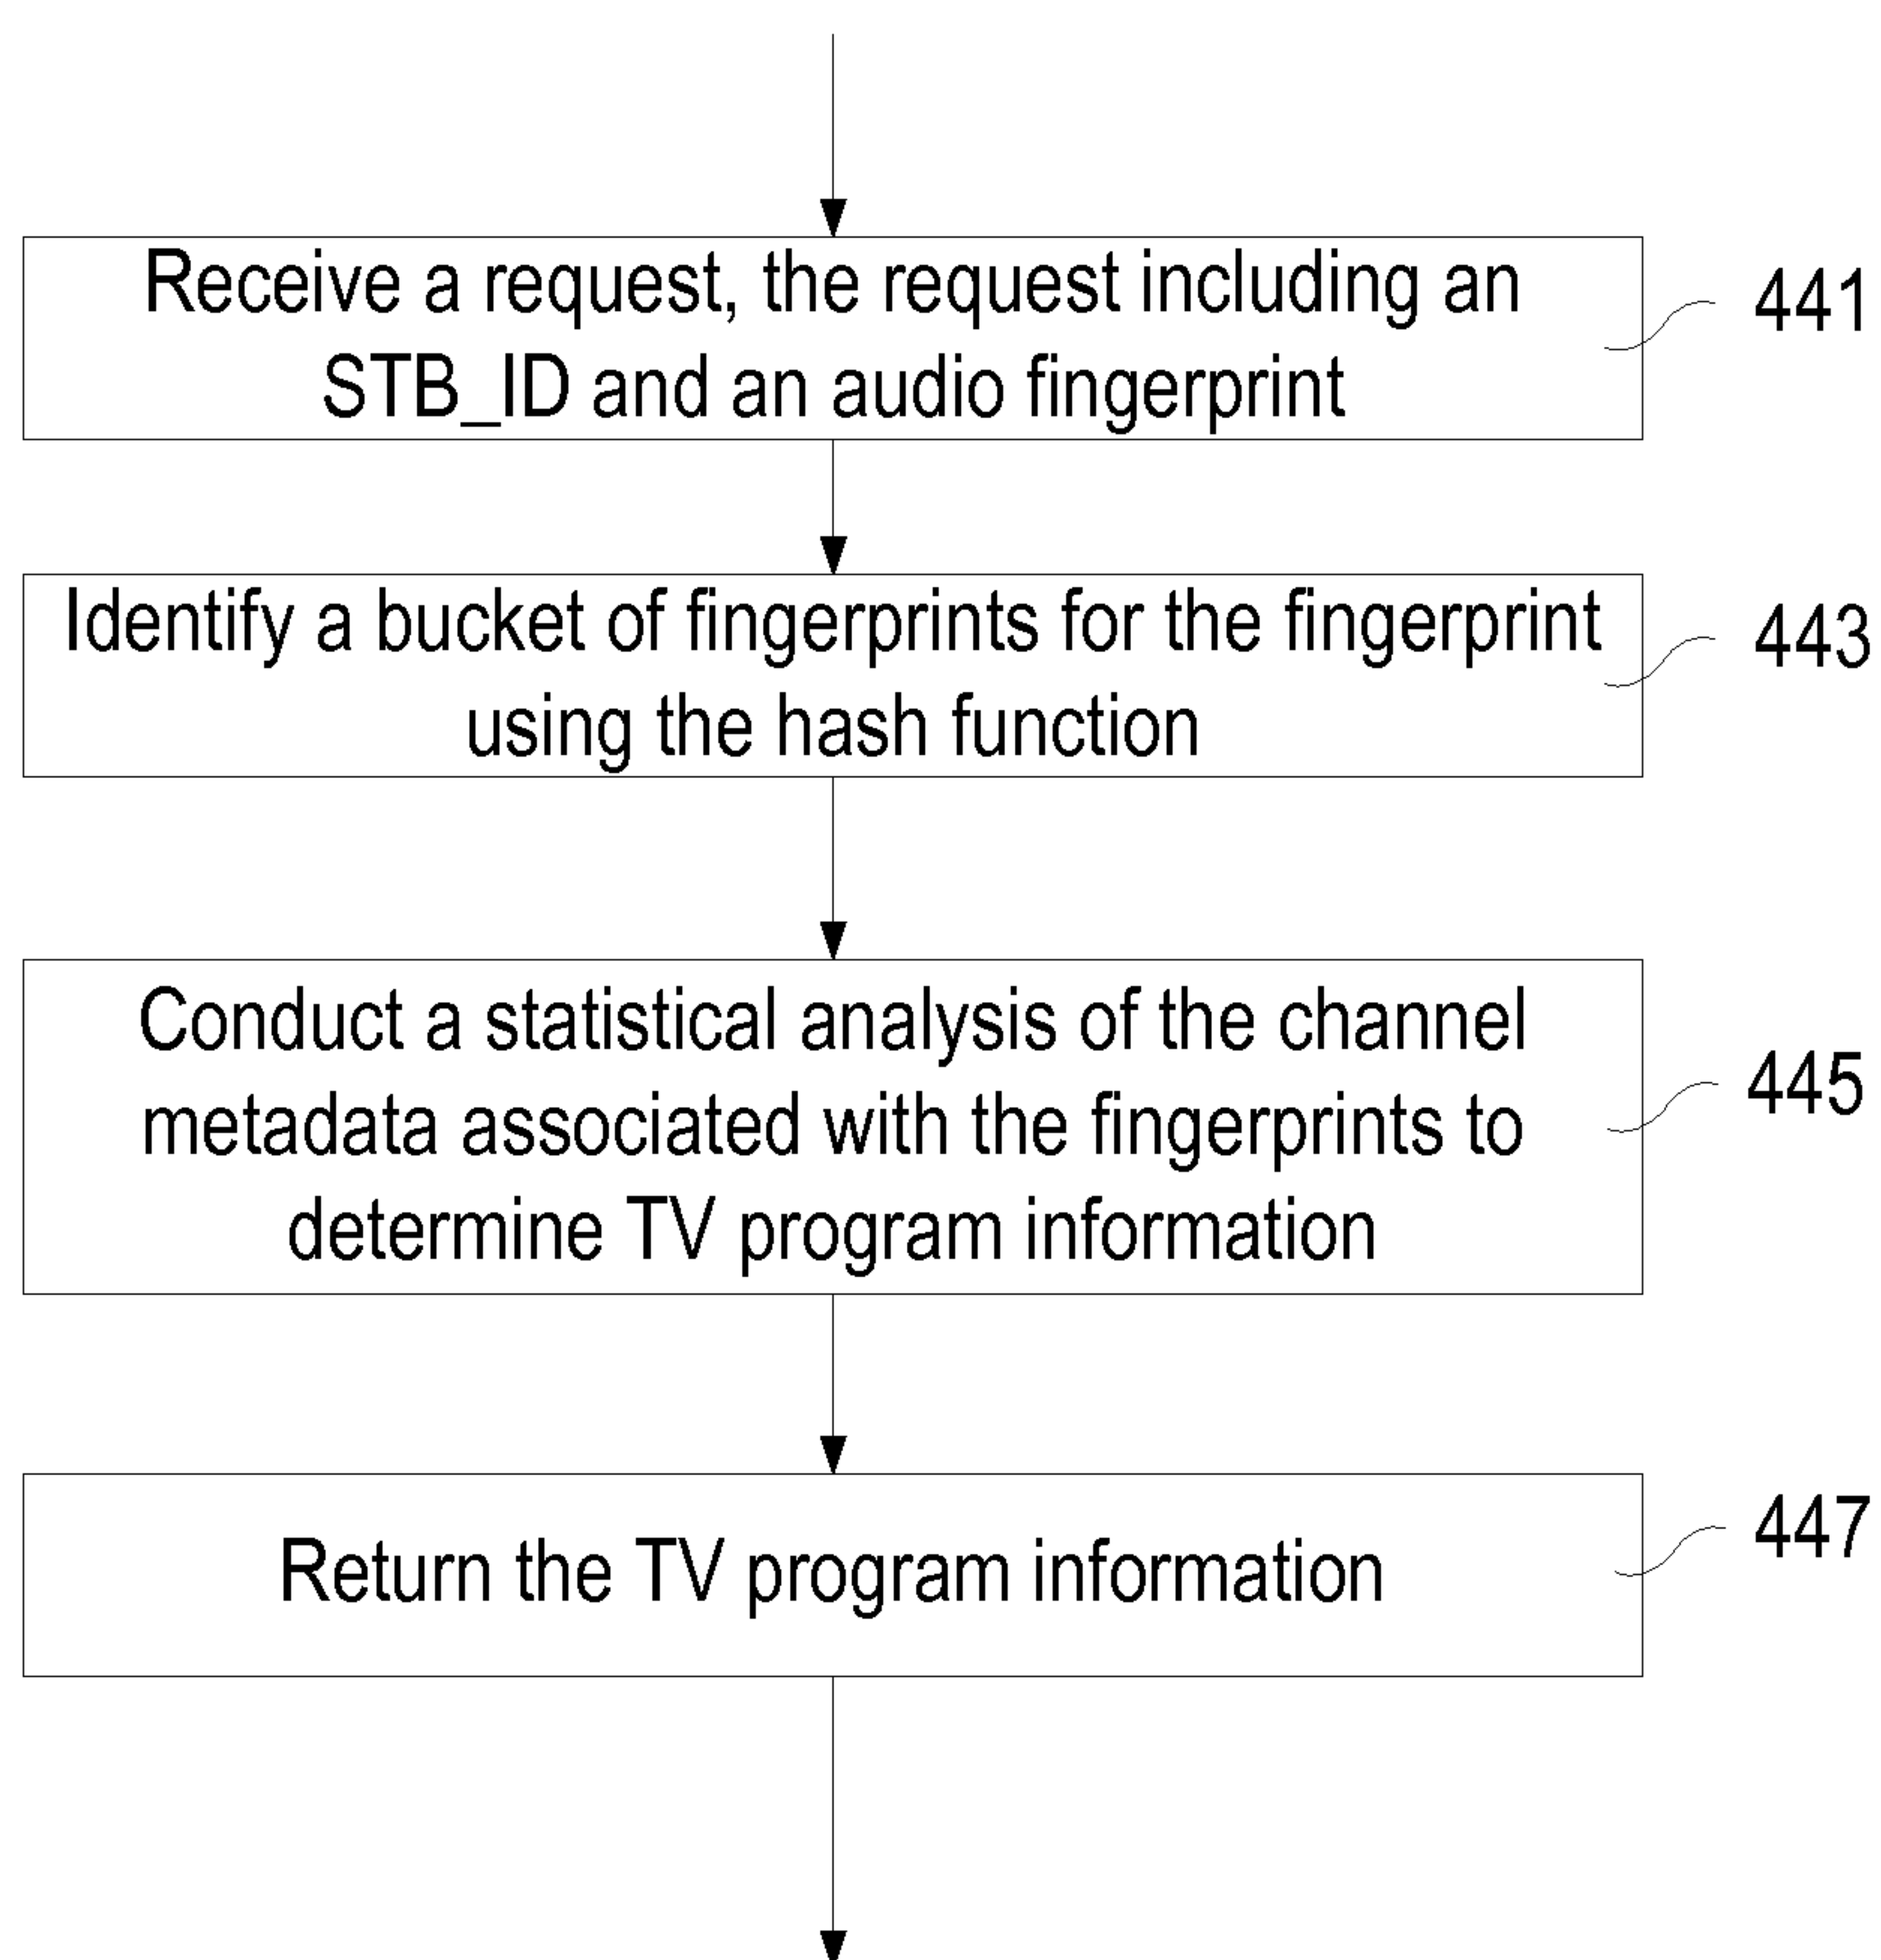 Receive a request, the request including an
STB_ID and an audio fingerprint
441
Identify a bucket of fingerprints for the fingerprint
using the hash function
443
Conduct a statistical analysis of the channel
metadata associated with the fingerprints to
determine TV program information
445
Return the TV program information
447